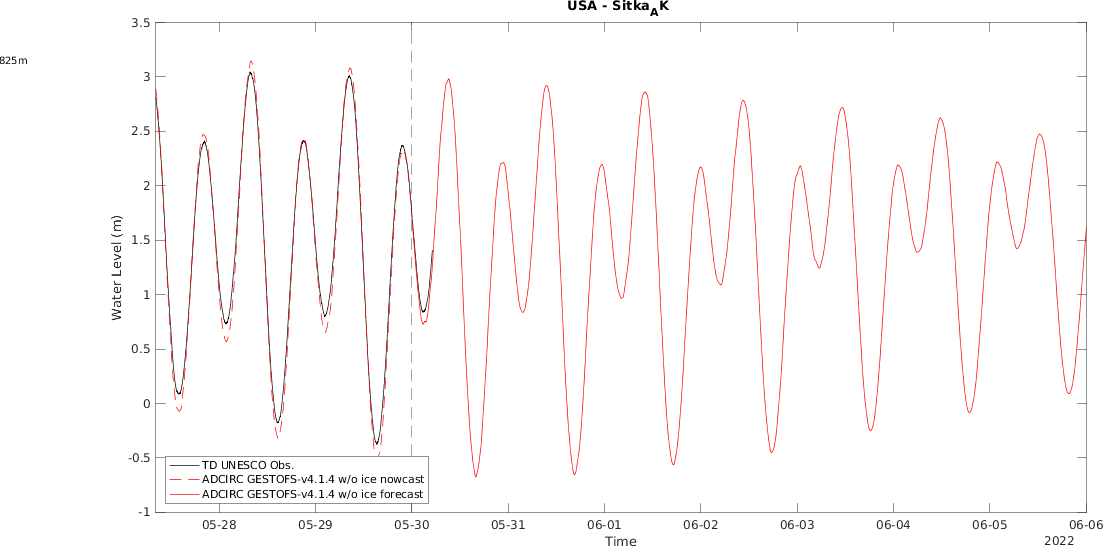 USA - Sitka_AK
825m
3.5
3
2.5
2
1.5
1
0.5
0
-0.5
-1
Water Level (m)
TD UNESCO Obs.
ADCIRC GESTOFS-v4.1.4 w/o ice nowcast
ADCIRC GESTOFS-v4.1.4 w/o ice forecast
05-28 05-29 05-30 05-31 06-01 06-02 06-03 06-04 06-05 06-06
Time
2022